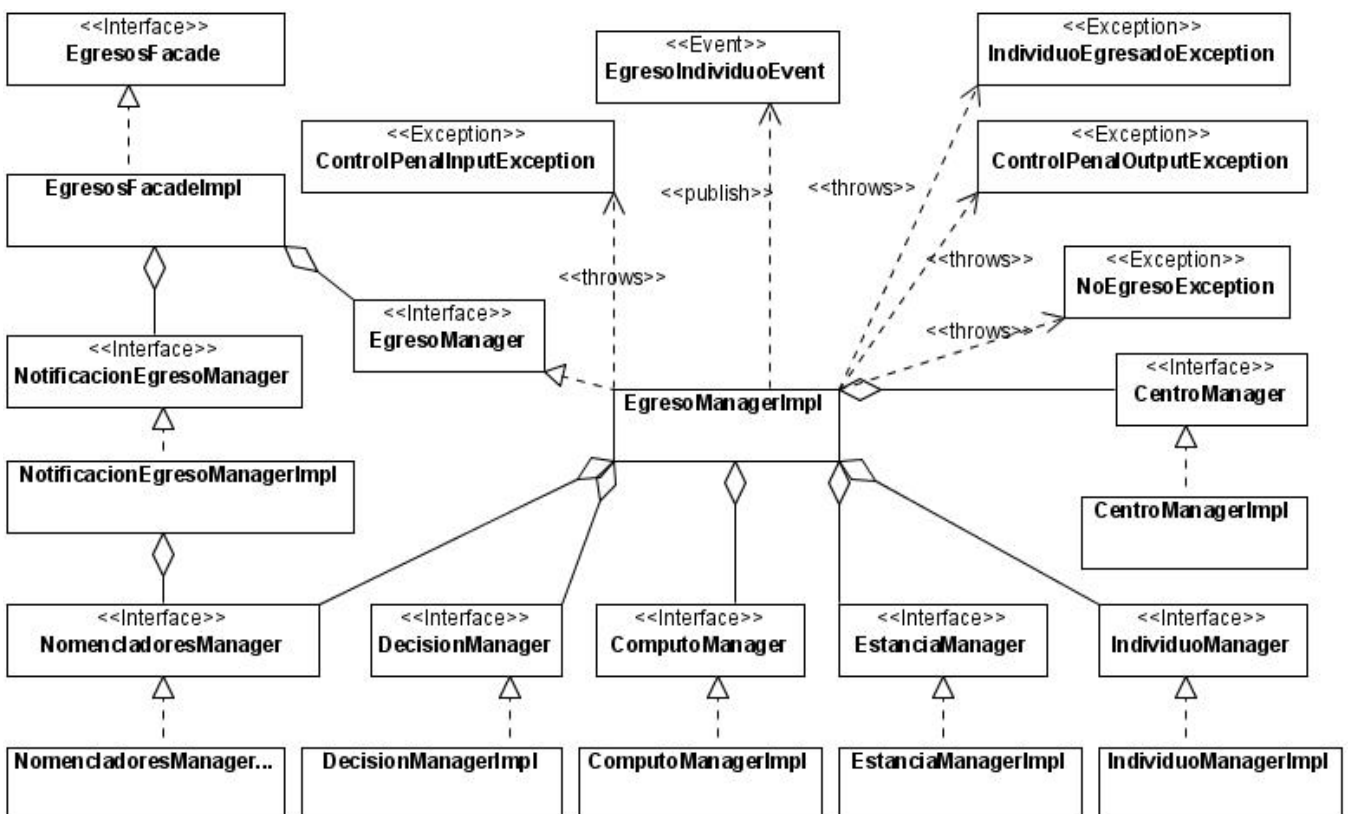 <<Interface>>
EgresosFacade
<<Event>>
EgresoIndividuoEvent
<<Exception>>
IndividuoEgresadoException
<<Exception>>
ControlPenalInputException
<<Exception>>
ControlPenalOutputException
EgresosFacadeImpl
<<publish>>
<<throws>>
<<throws>>
<<throws>>
<<Exception>>
NoEgresoException
<<Interface>>
EgresoManager
<<throws>>
<<Interface>>
NotificacionEgresoManager
<<Interface>>
CentroManager
EgresoManagerImpl
NotificacionEgresoManagerImpl
CentroManagerImpl
<<Interface>>
NomencladoresManager
<<Interface>>
DecisionManager
<<Interface>>
ComputoManager
<<Interface>>
EstanciaManager
<<Interface>>
IndividuoManager
NomencladoresManager...
DecisionManagerImpl
ComputoManagerImpl
EstanciaManagerImpl
IndividuoManagerImpl